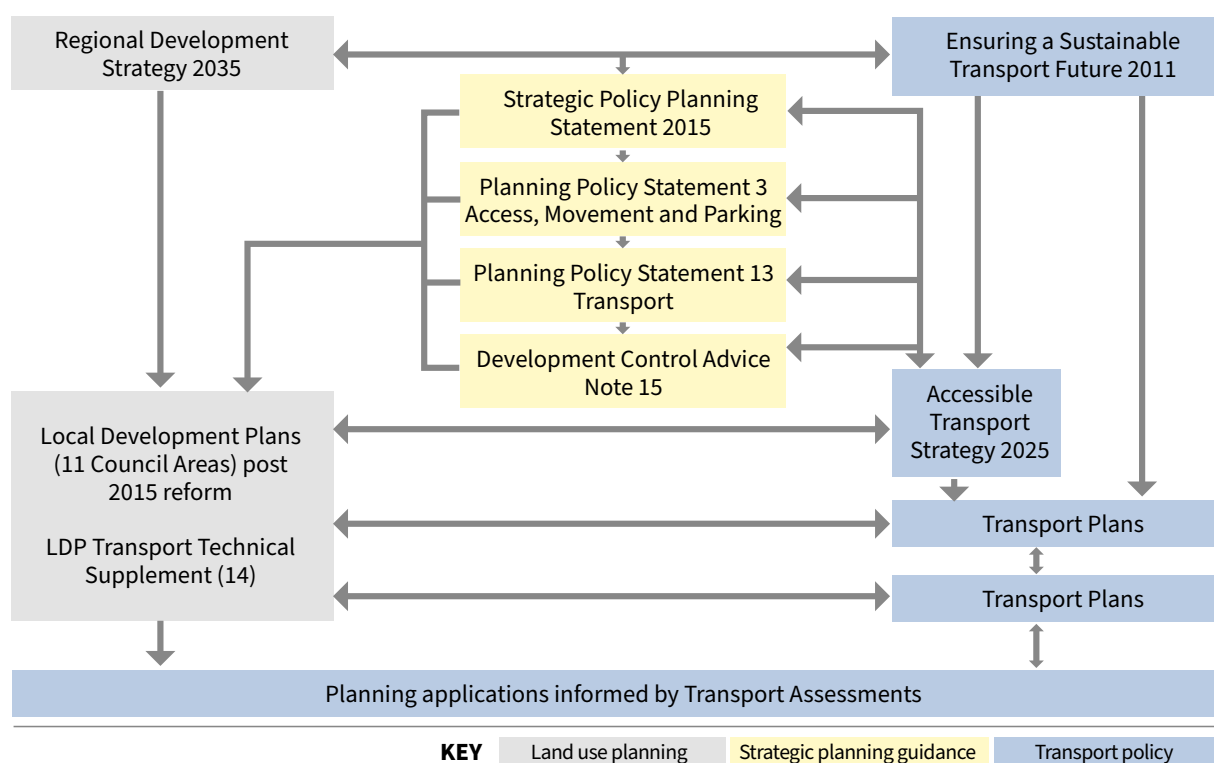 Regional Development
Strategy 2035
Ensuring a Sustainable
Transport Future 2011
Strategic Policy Planning
Statement 2015
Planning Policy Statement 3
Access, Movement and Parking
Planning Policy Statement 13
Transport
Development Control Advice
Note 15
Local Development Plans
(11 Council Areas) post
2015 reform
LDP Transport Technical
Supplement (14)
Accessible
Transport
Strategy 2025
Transport Plans
Transport Plans
Planning applications informed by Transport Assessments
KEY
Land use planning
Strategic planning guidance
Transport policy